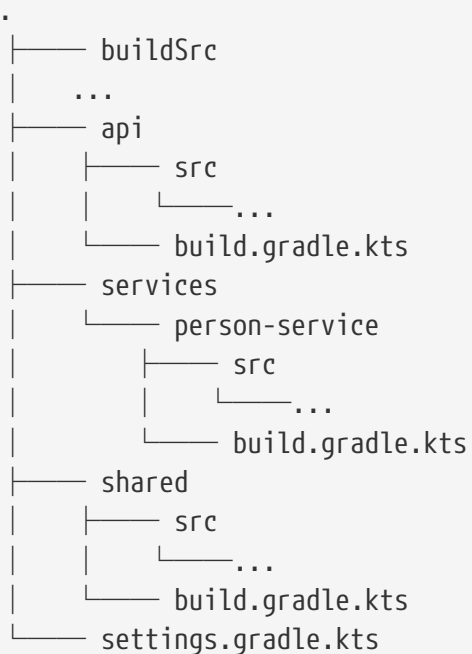 .
├── buildSrc
│   ...
├── api
│   ├── src
│   │   └──...
│   └── build.gradle.kts
├── services
│   └── person-service
│       ├── src
│       │   └──...
│       └── build.gradle.kts
├── shared
│   ├── src
│   │   └──...
│   └── build.gradle.kts
└── settings.gradle.kts